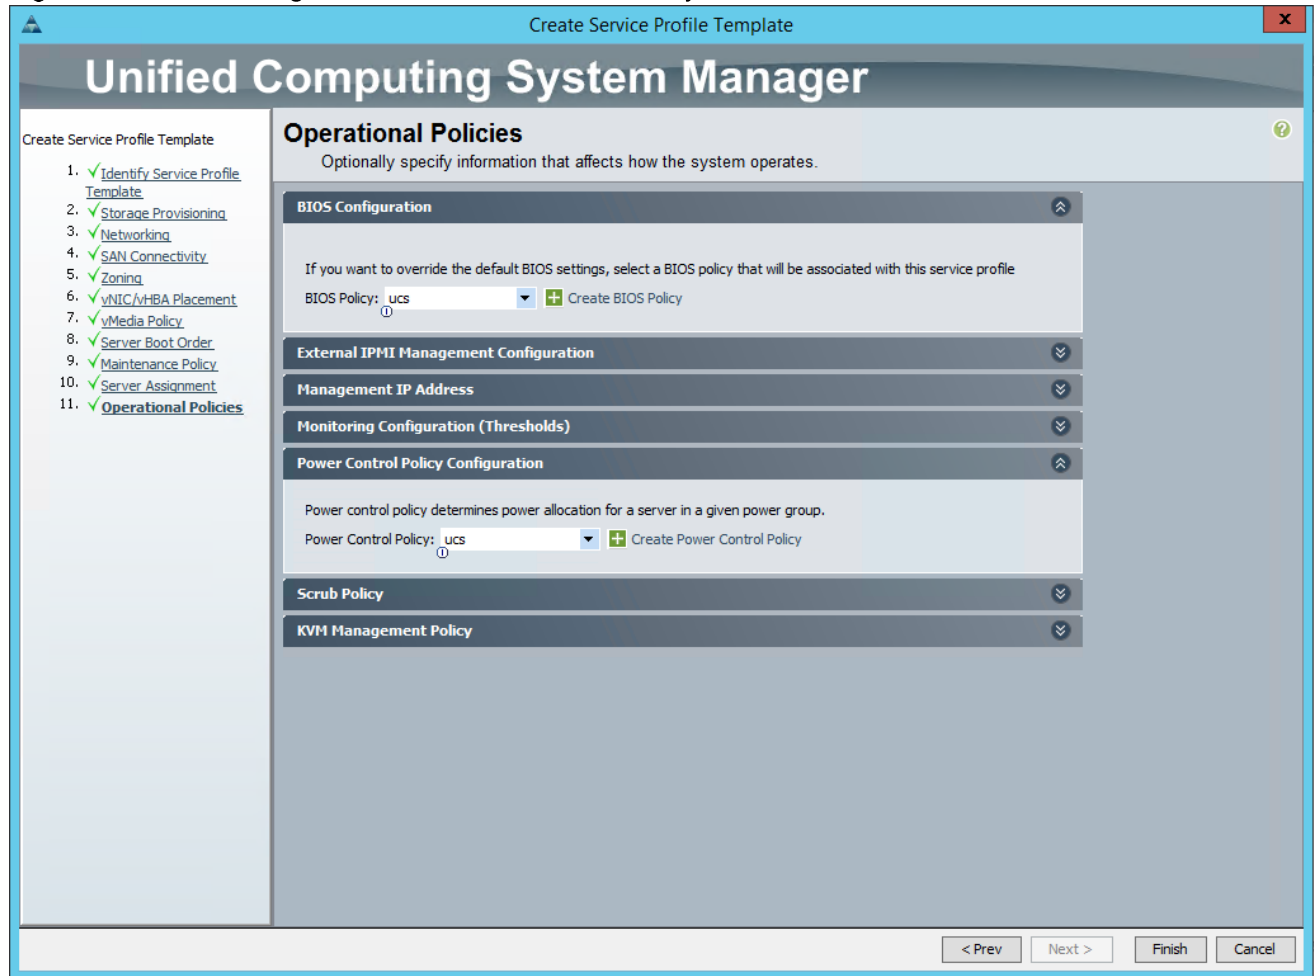 Create Service Profile Template
X
Unified Computing System Manager
Create Service Profile Template
1. Identify Service Profile
Template
2. Storage Provisioning
3. Networking
4. SAN Connectivity
5. Zoning
6. vNIC/vHBA Placement
7. vMedia Policy
8. Server Boot Order
9. Maintenance Policy
10. Server Assignment
11. Operational Policies
Operational Policies
Optionally specify information that affects how the system operates.
?
BIOS Configuration
If you want to override the default BIOS settings, select a BIOS policy that will be associated with this service profile
BIOS Policy: ucs Create BIOS Policy
External IPMI Management Configuration
Management IP Address
Monitoring Configuration (Thresholds)
Power Control Policy Configuration
Power control policy determines power allocation for a server in a given power group.
Power Control Policy: ucs Create Power Control Policy
Scrub Policy
KVM Management Policy
< Prev Next > Finish Cancel